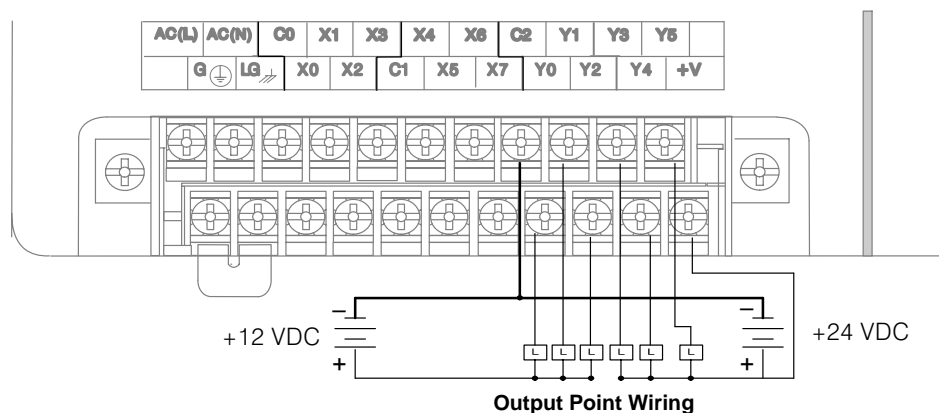 AC(L) AC(N) C0 X1 X3 X4 X6 C2 Y1 Y3 Y5
G LG X0 X2 C1 X5 X7 Y0 Y2 Y4 +V
− −
+12 VDC +24 VDC
+ +
L L L L L L
Output Point Wiring